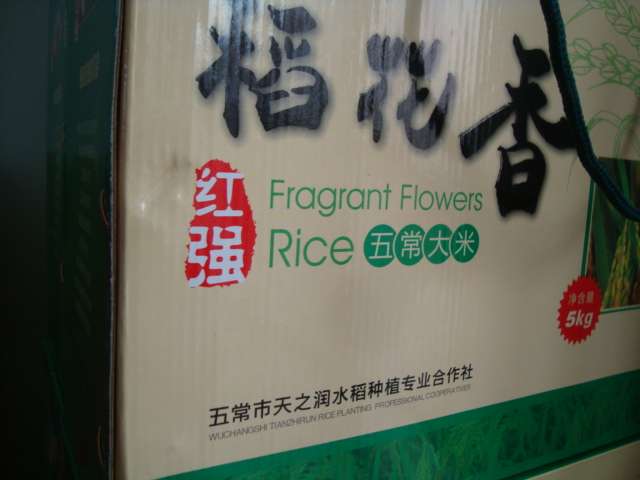 稻花香
红强
Fragrant Flowers
Rice 五常大米
净含量
5kg
五常市天之润水稻种植专业合作社
WUCHANGSHI TIANZHIRUN RICE PLANTING PROFESSIONAL COOPERATIVES